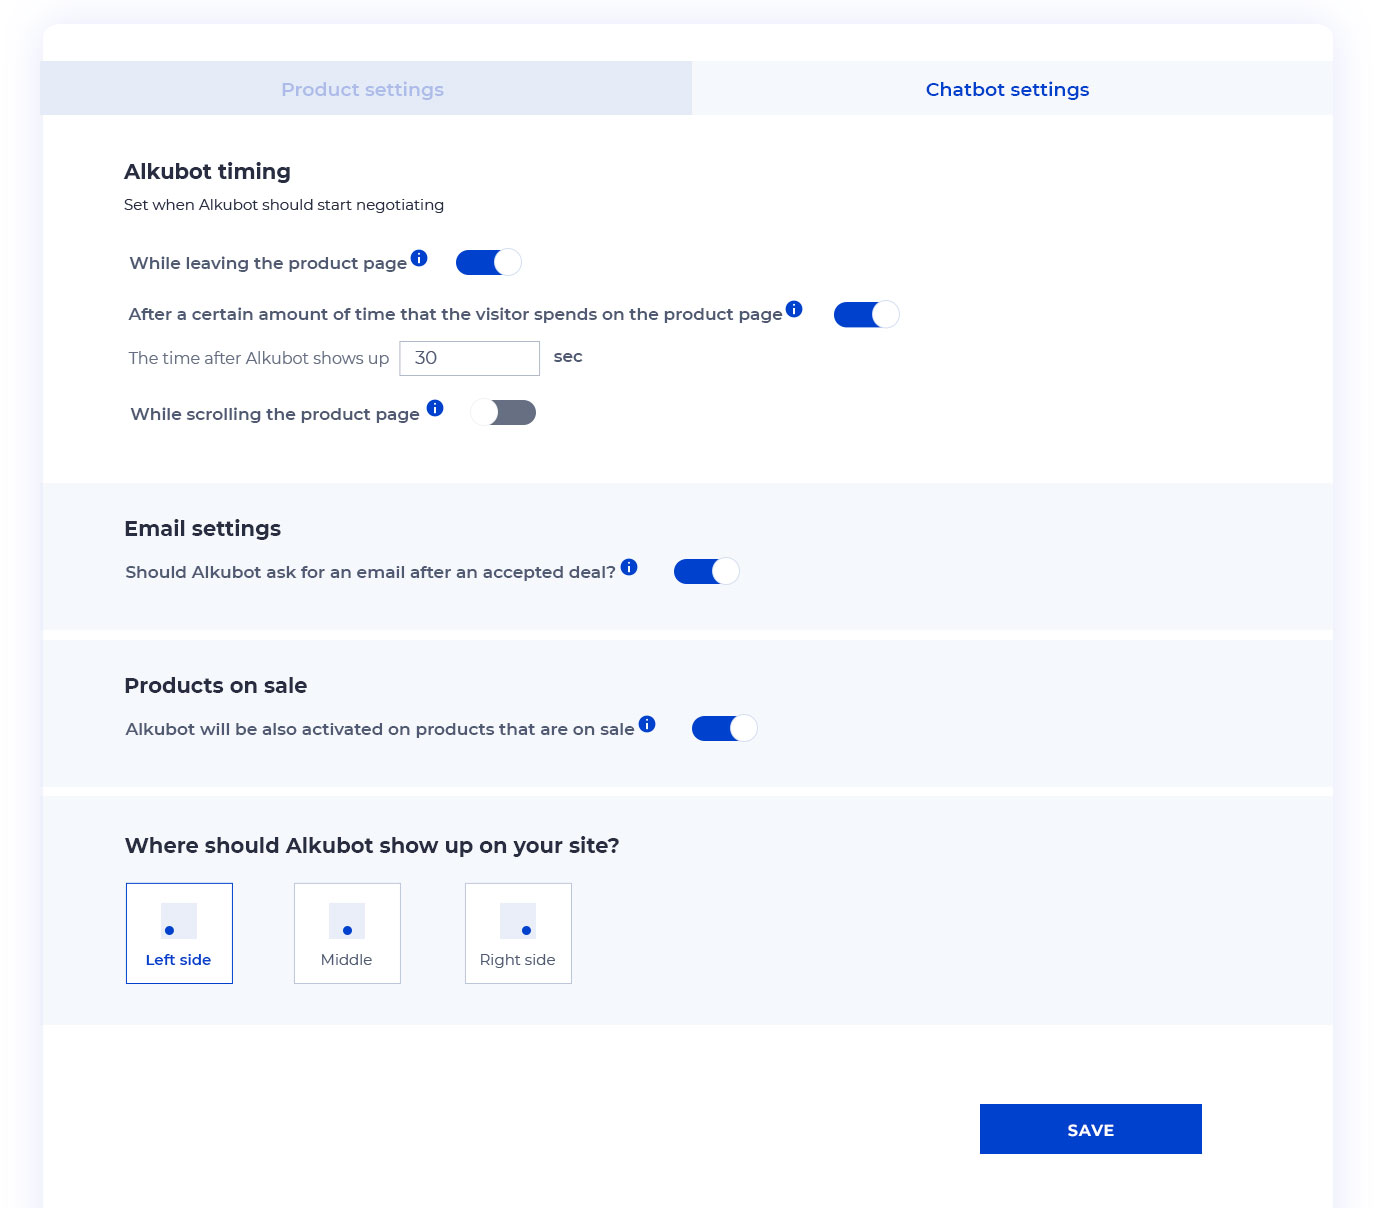 Product settings
Chatbot settings
Alkubot timing
Set when Alkubot should start negotiating
While leaving the product page
After a certain amount of time that the visitor spends on the product page
The time after Alkubot shows up 30 sec
While scrolling the product page
Email settings
Should Alkubot ask for an email after an accepted deal?
Products on sale
Alkubot will be also activated on products that are on sale
Where should Alkubot show up on your site?
Left side
Middle
Right side
SAVE